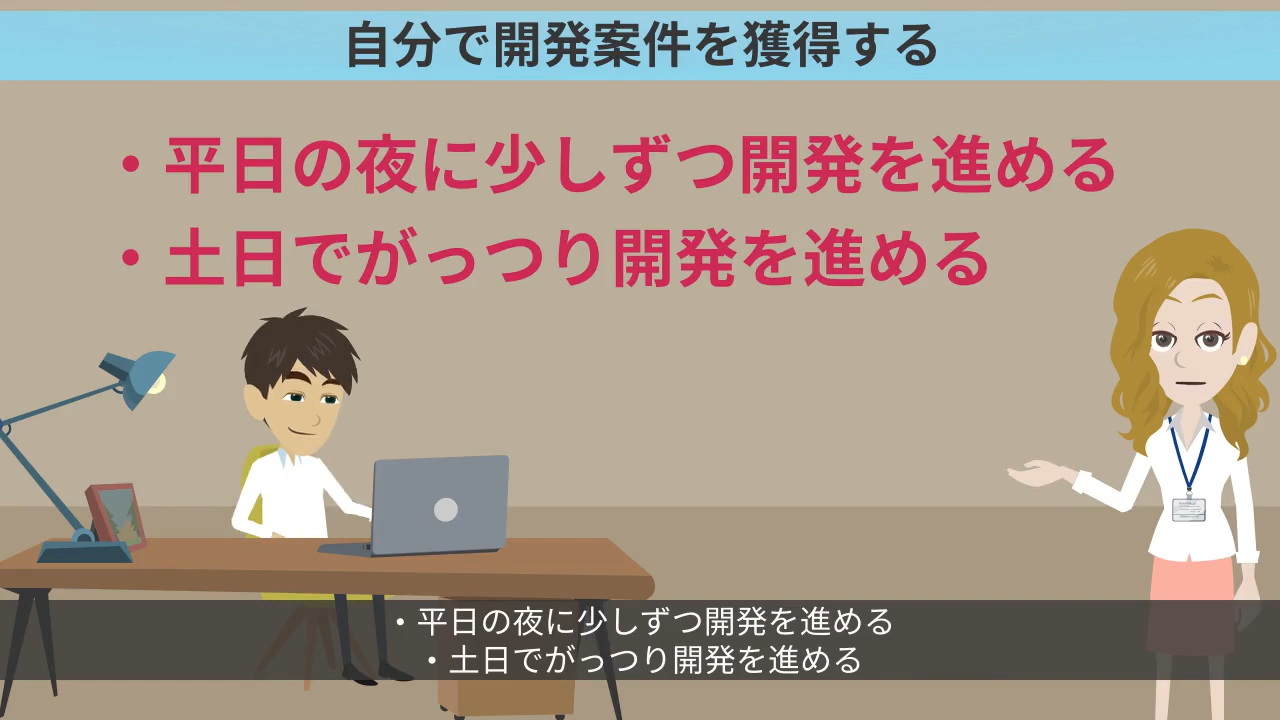 自分で開発案件を獲得する
・平日の夜に少しずつ開発を進める
・土日でがっつり開発を進める
・平日の夜に少しずつ開発を進める
・土日でがっつり開発を進める